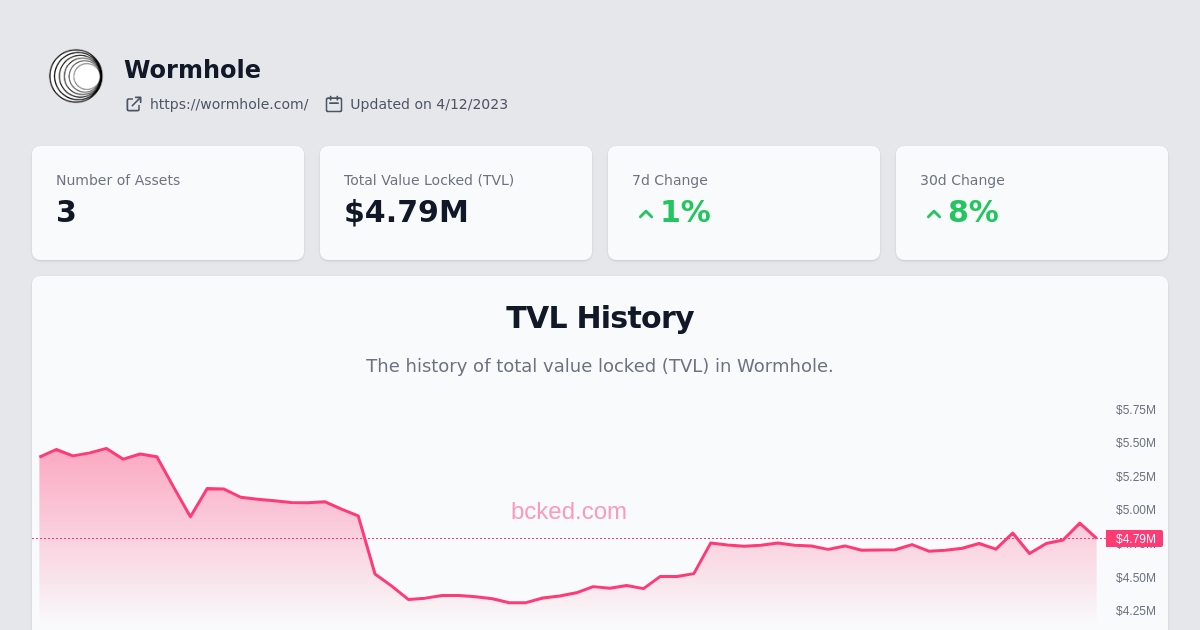 Wormhole
https://wormhole.com/ Updated on 4/12/2023
Number of Assets
3
Total Value Locked (TVL)
$4.79M
7d Change
1%
30d Change
8%
TVL History
The history of total value locked (TVL) in Wormhole.
bcked.com
$5.75M
$5.50M
$5.25M
$5.00M
$4.79M
$4.50M
$4.25M